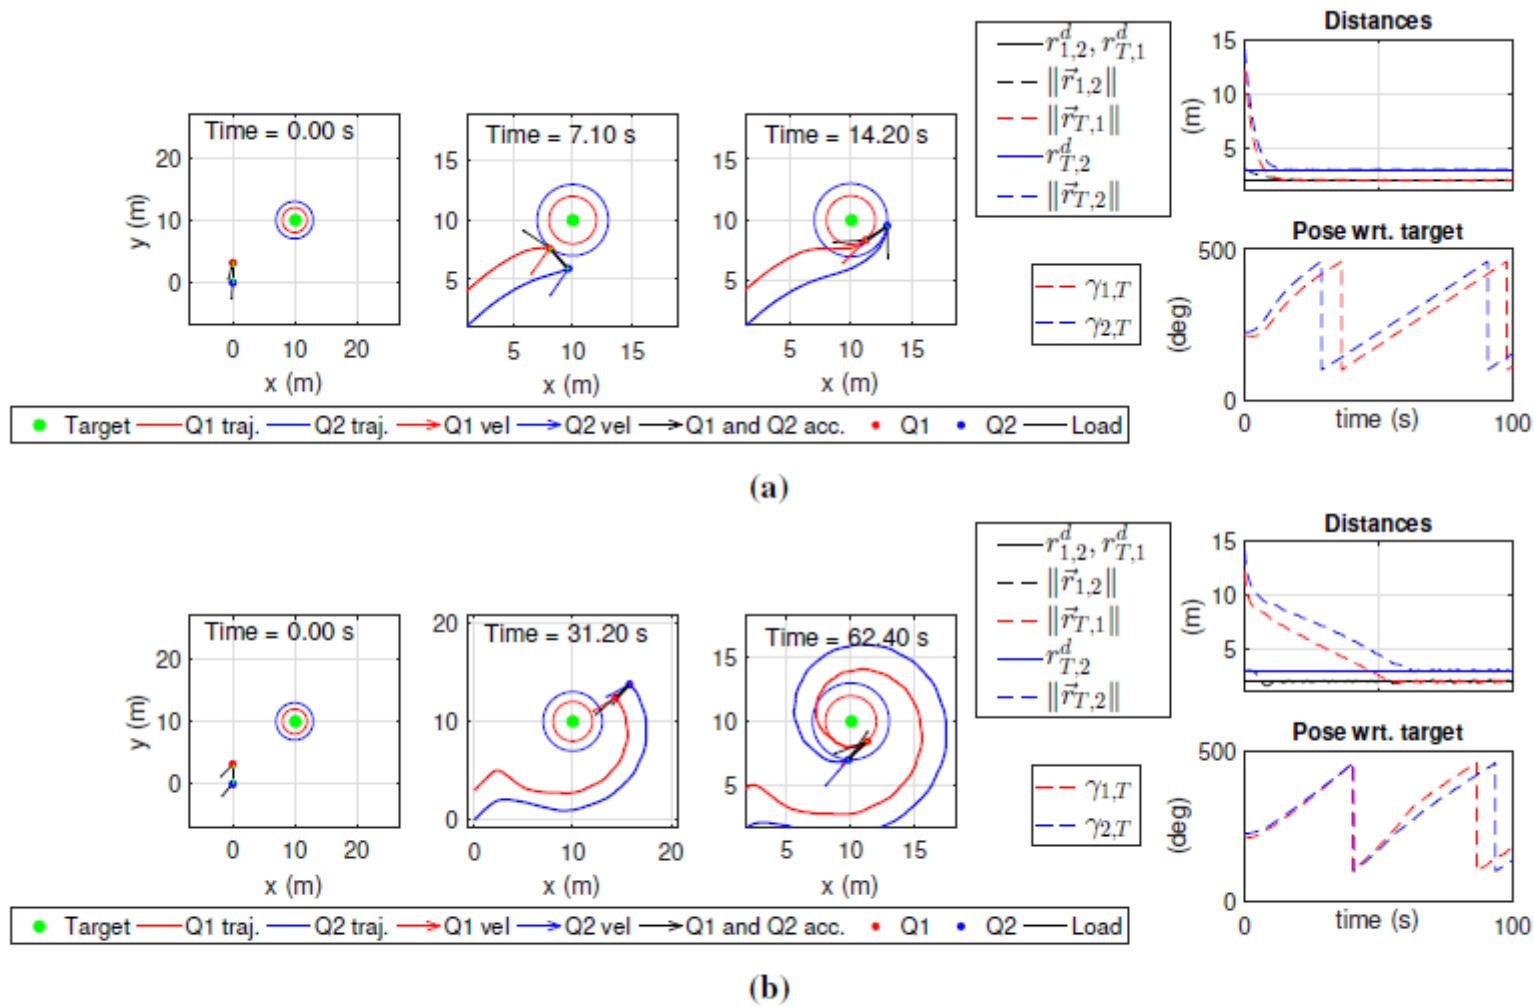 Distances
r^d_{1,2}, r^d_{T,1}
‖r⃗_{1,2}‖
‖r⃗_{T,1}‖
r^d_{T,2}
‖r⃗_{T,2}‖
15
10
5
(m)
Time = 0.00 s
20
10
0
y (m)
0 10 20
x (m)
Time = 7.10 s
15
10
5
5 10 15
x (m)
Time = 14.20 s
15
10
5
5 10 15
x (m)
Pose wrt. target
γ_{1,T}
γ_{2,T}
500
0
(deg)
0 100
time (s)
Target Q1 traj. Q2 traj. Q1 vel Q2 vel Q1 and Q2 acc. Q1 Q2 Load
(a)
Distances
r^d_{1,2}, r^d_{T,1}
‖r⃗_{1,2}‖
‖r⃗_{T,1}‖
r^d_{T,2}
‖r⃗_{T,2}‖
15
10
5
(m)
Time = 0.00 s
20
10
0
y (m)
0 10 20
x (m)
Time = 31.20 s
20
10
0
0 10 20
x (m)
Time = 62.40 s
15
10
5
5 10 15
x (m)
Pose wrt. target
γ_{1,T}
γ_{2,T}
500
0
(deg)
0 100
time (s)
Target Q1 traj. Q2 traj. Q1 vel Q2 vel Q1 and Q2 acc. Q1 Q2 Load
(b)